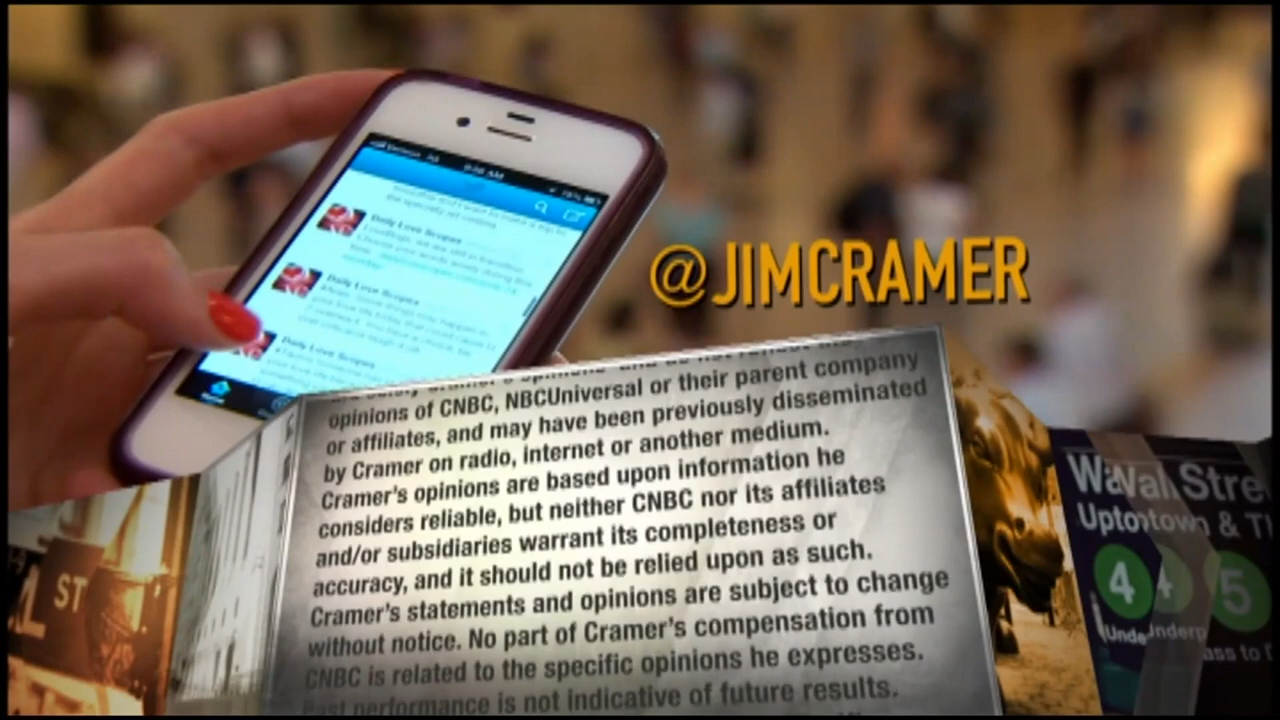 @JIMCRAMER
Daily Love Scopes
Daily Love Scopes
Daily Love Scopes
opinions of CNBC, NBCUniversal or their parent company
or affiliates, and may have been previously disseminated
by Cramer on radio, internet or another medium.
Cramer's opinions are based upon information he
considers reliable, but neither CNBC nor its affiliates
and/or subsidiaries warrant its completeness or
accuracy, and it should not be relied upon as such.
Cramer's statements and opinions are subject to change
without notice. No part of Cramer's compensation from
CNBC is related to the specific opinions he expresses.
Past performance is not indicative of future results.
ST
Wall Stre
Uptown & T
4 4 5